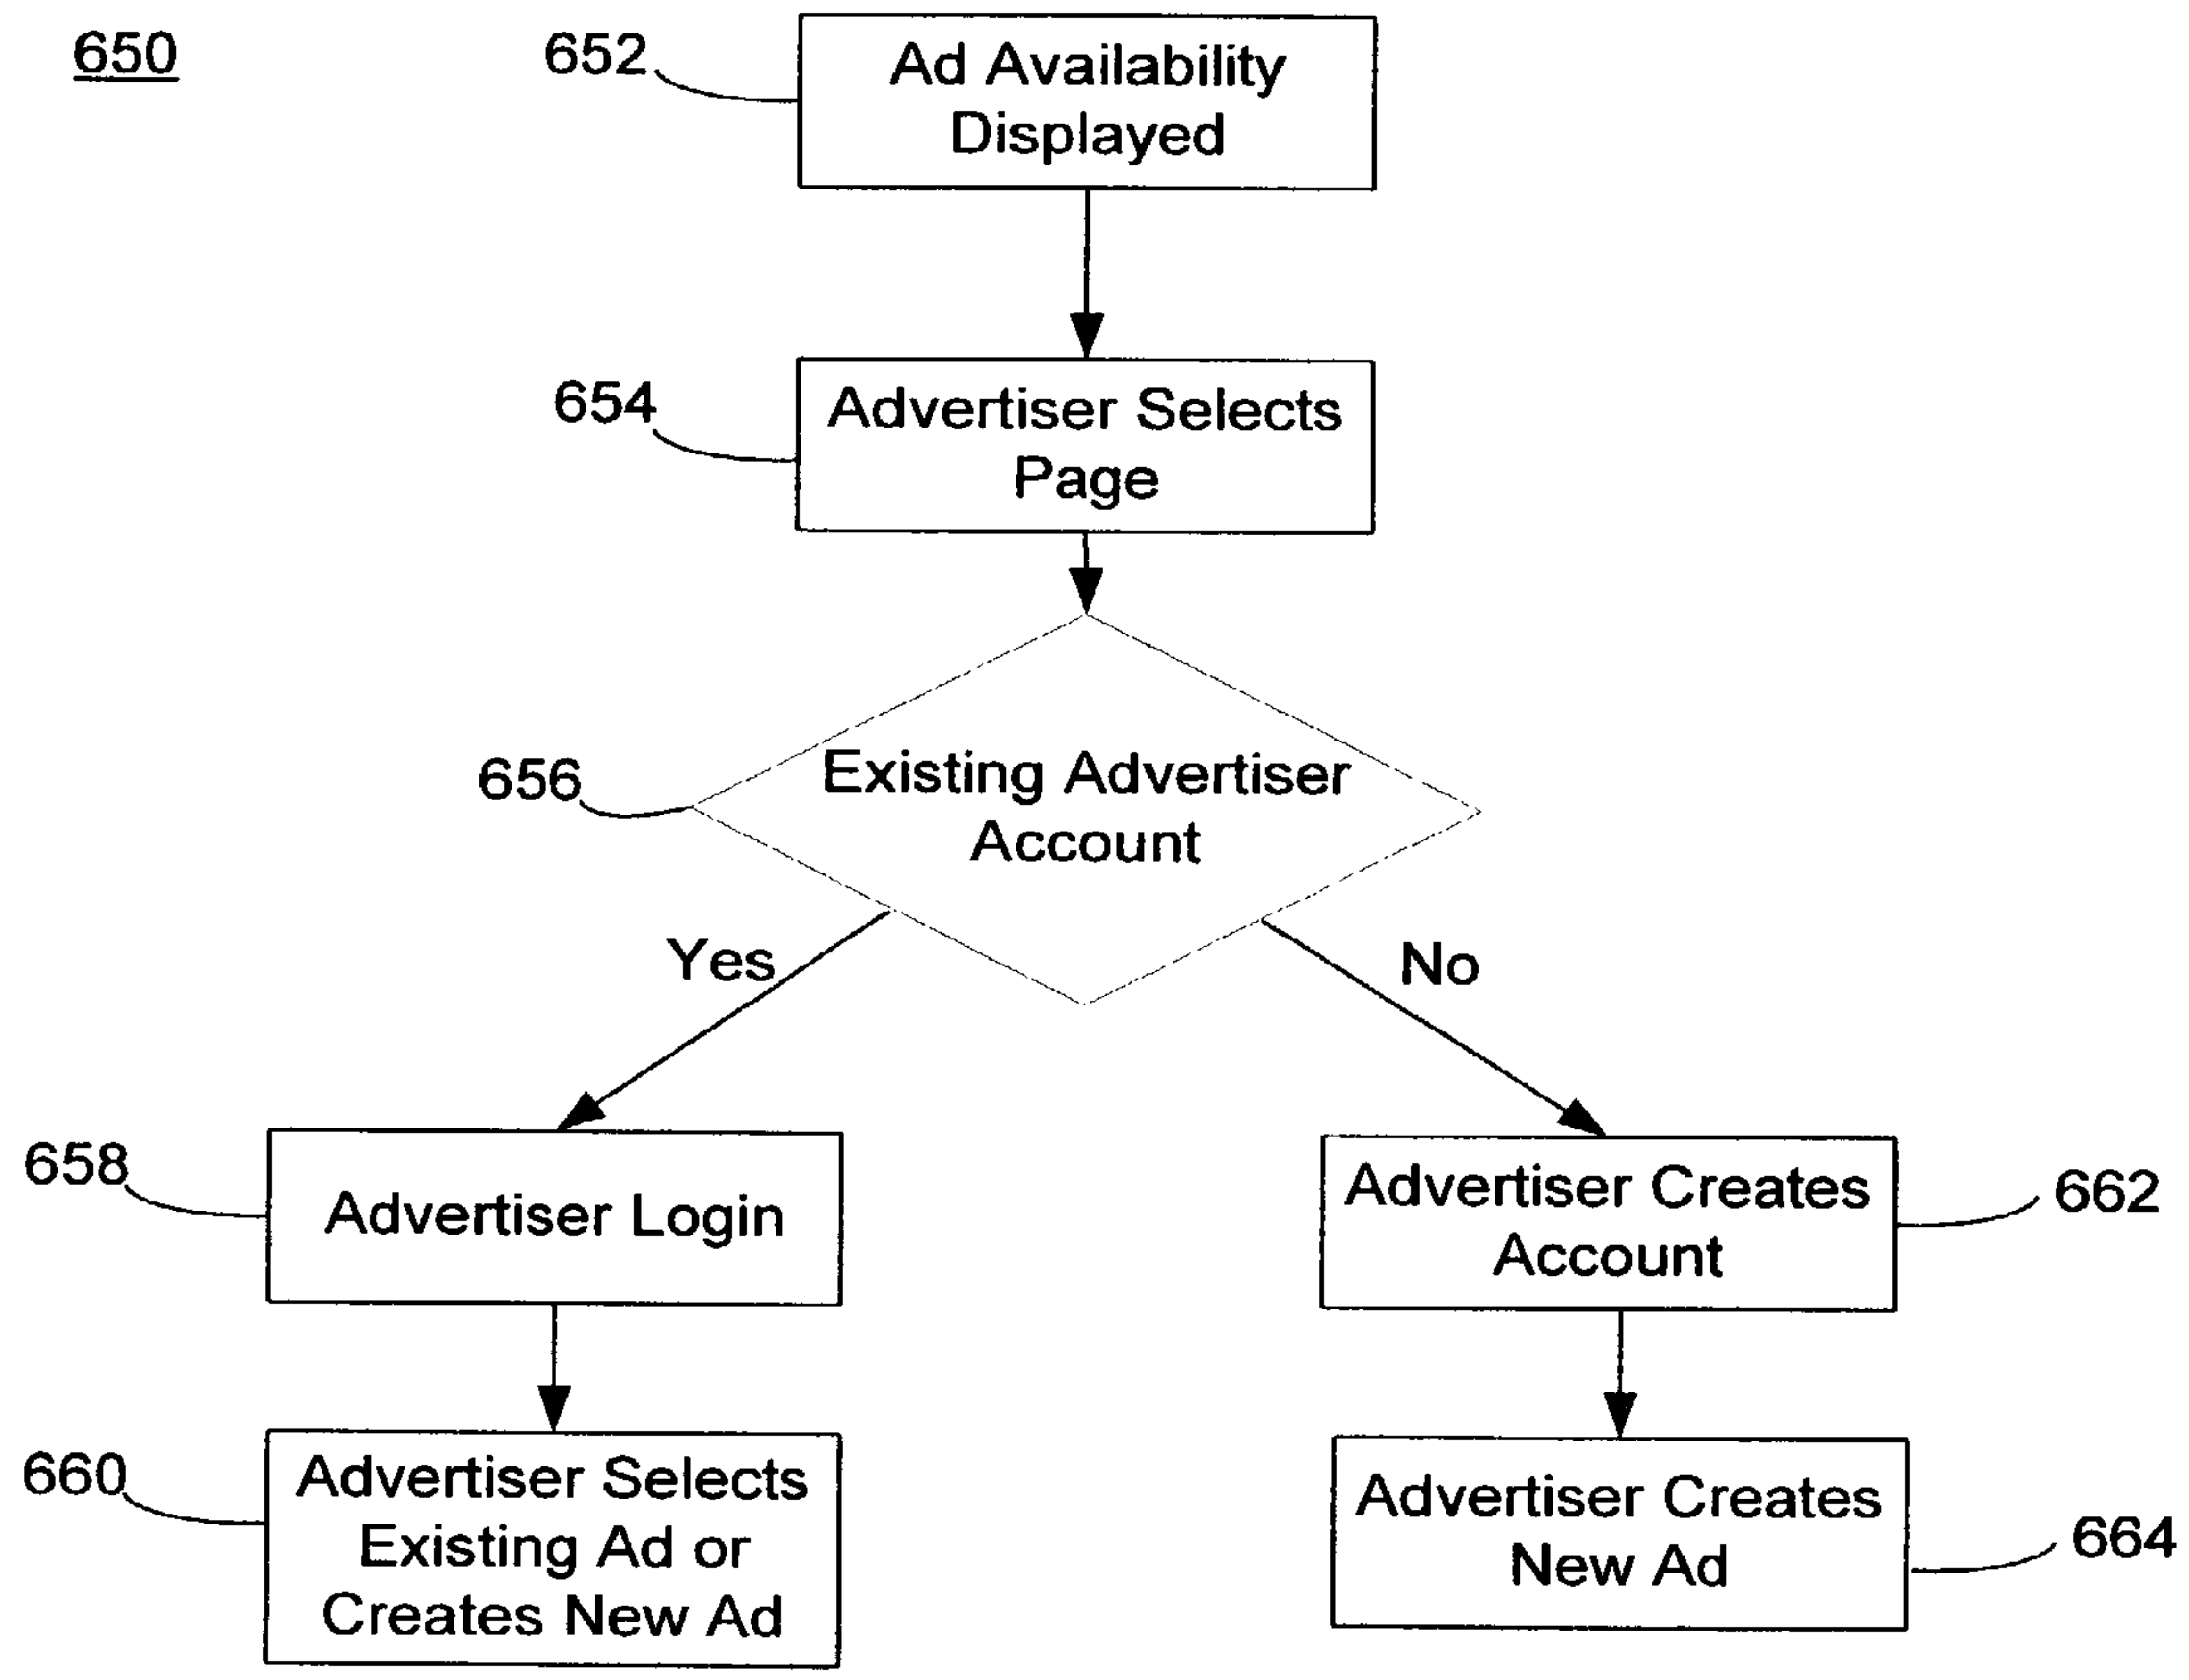 650
652
Ad Availability
Displayed
654
Advertiser Selects
Page
656
Existing Advertiser
Account
Yes
No
658
Advertiser Login
Advertiser Creates
Account
662
660
Advertiser Selects
Existing Ad or
Creates New Ad
Advertiser Creates
New Ad
664